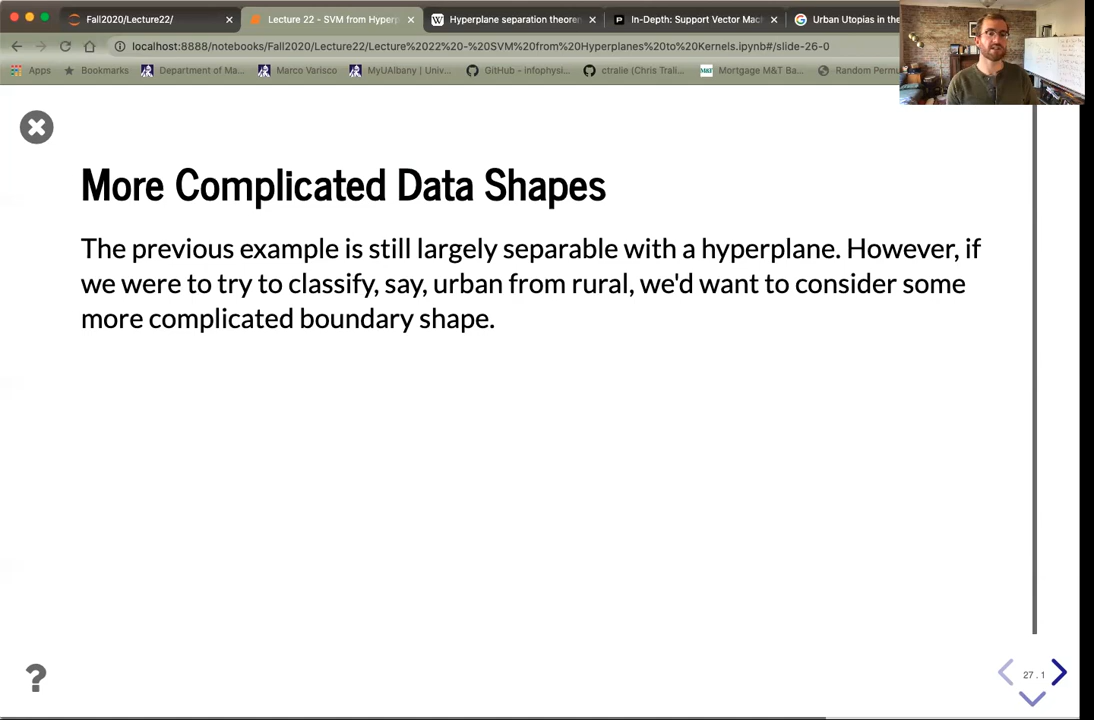 Fall2020/Lecture22/
Lecture 22 - SVM from Hyperp
Hyperplane separation theoren
In-Depth: Support Vector Mac
Urban Utopias in the
localhost:8888/notebooks/Fall2020/Lecture22/Lecture%2022%20-%20SVM%20from%20Hyperplanes%20to%20Kernels.ipynb#/slide-26-0
Apps
Bookmarks
Department of Ma...
Marco Varisco
MyUAlbany | Univ...
GitHub - infophysi...
ctralie (Chris Trali...
Mortgage M&T Ba...
Random Permu
More Complicated Data Shapes
The previous example is still largely separable with a hyperplane. However, if
we were to try to classify, say, urban from rural, we'd want to consider some
more complicated boundary shape.
?
27 . 1